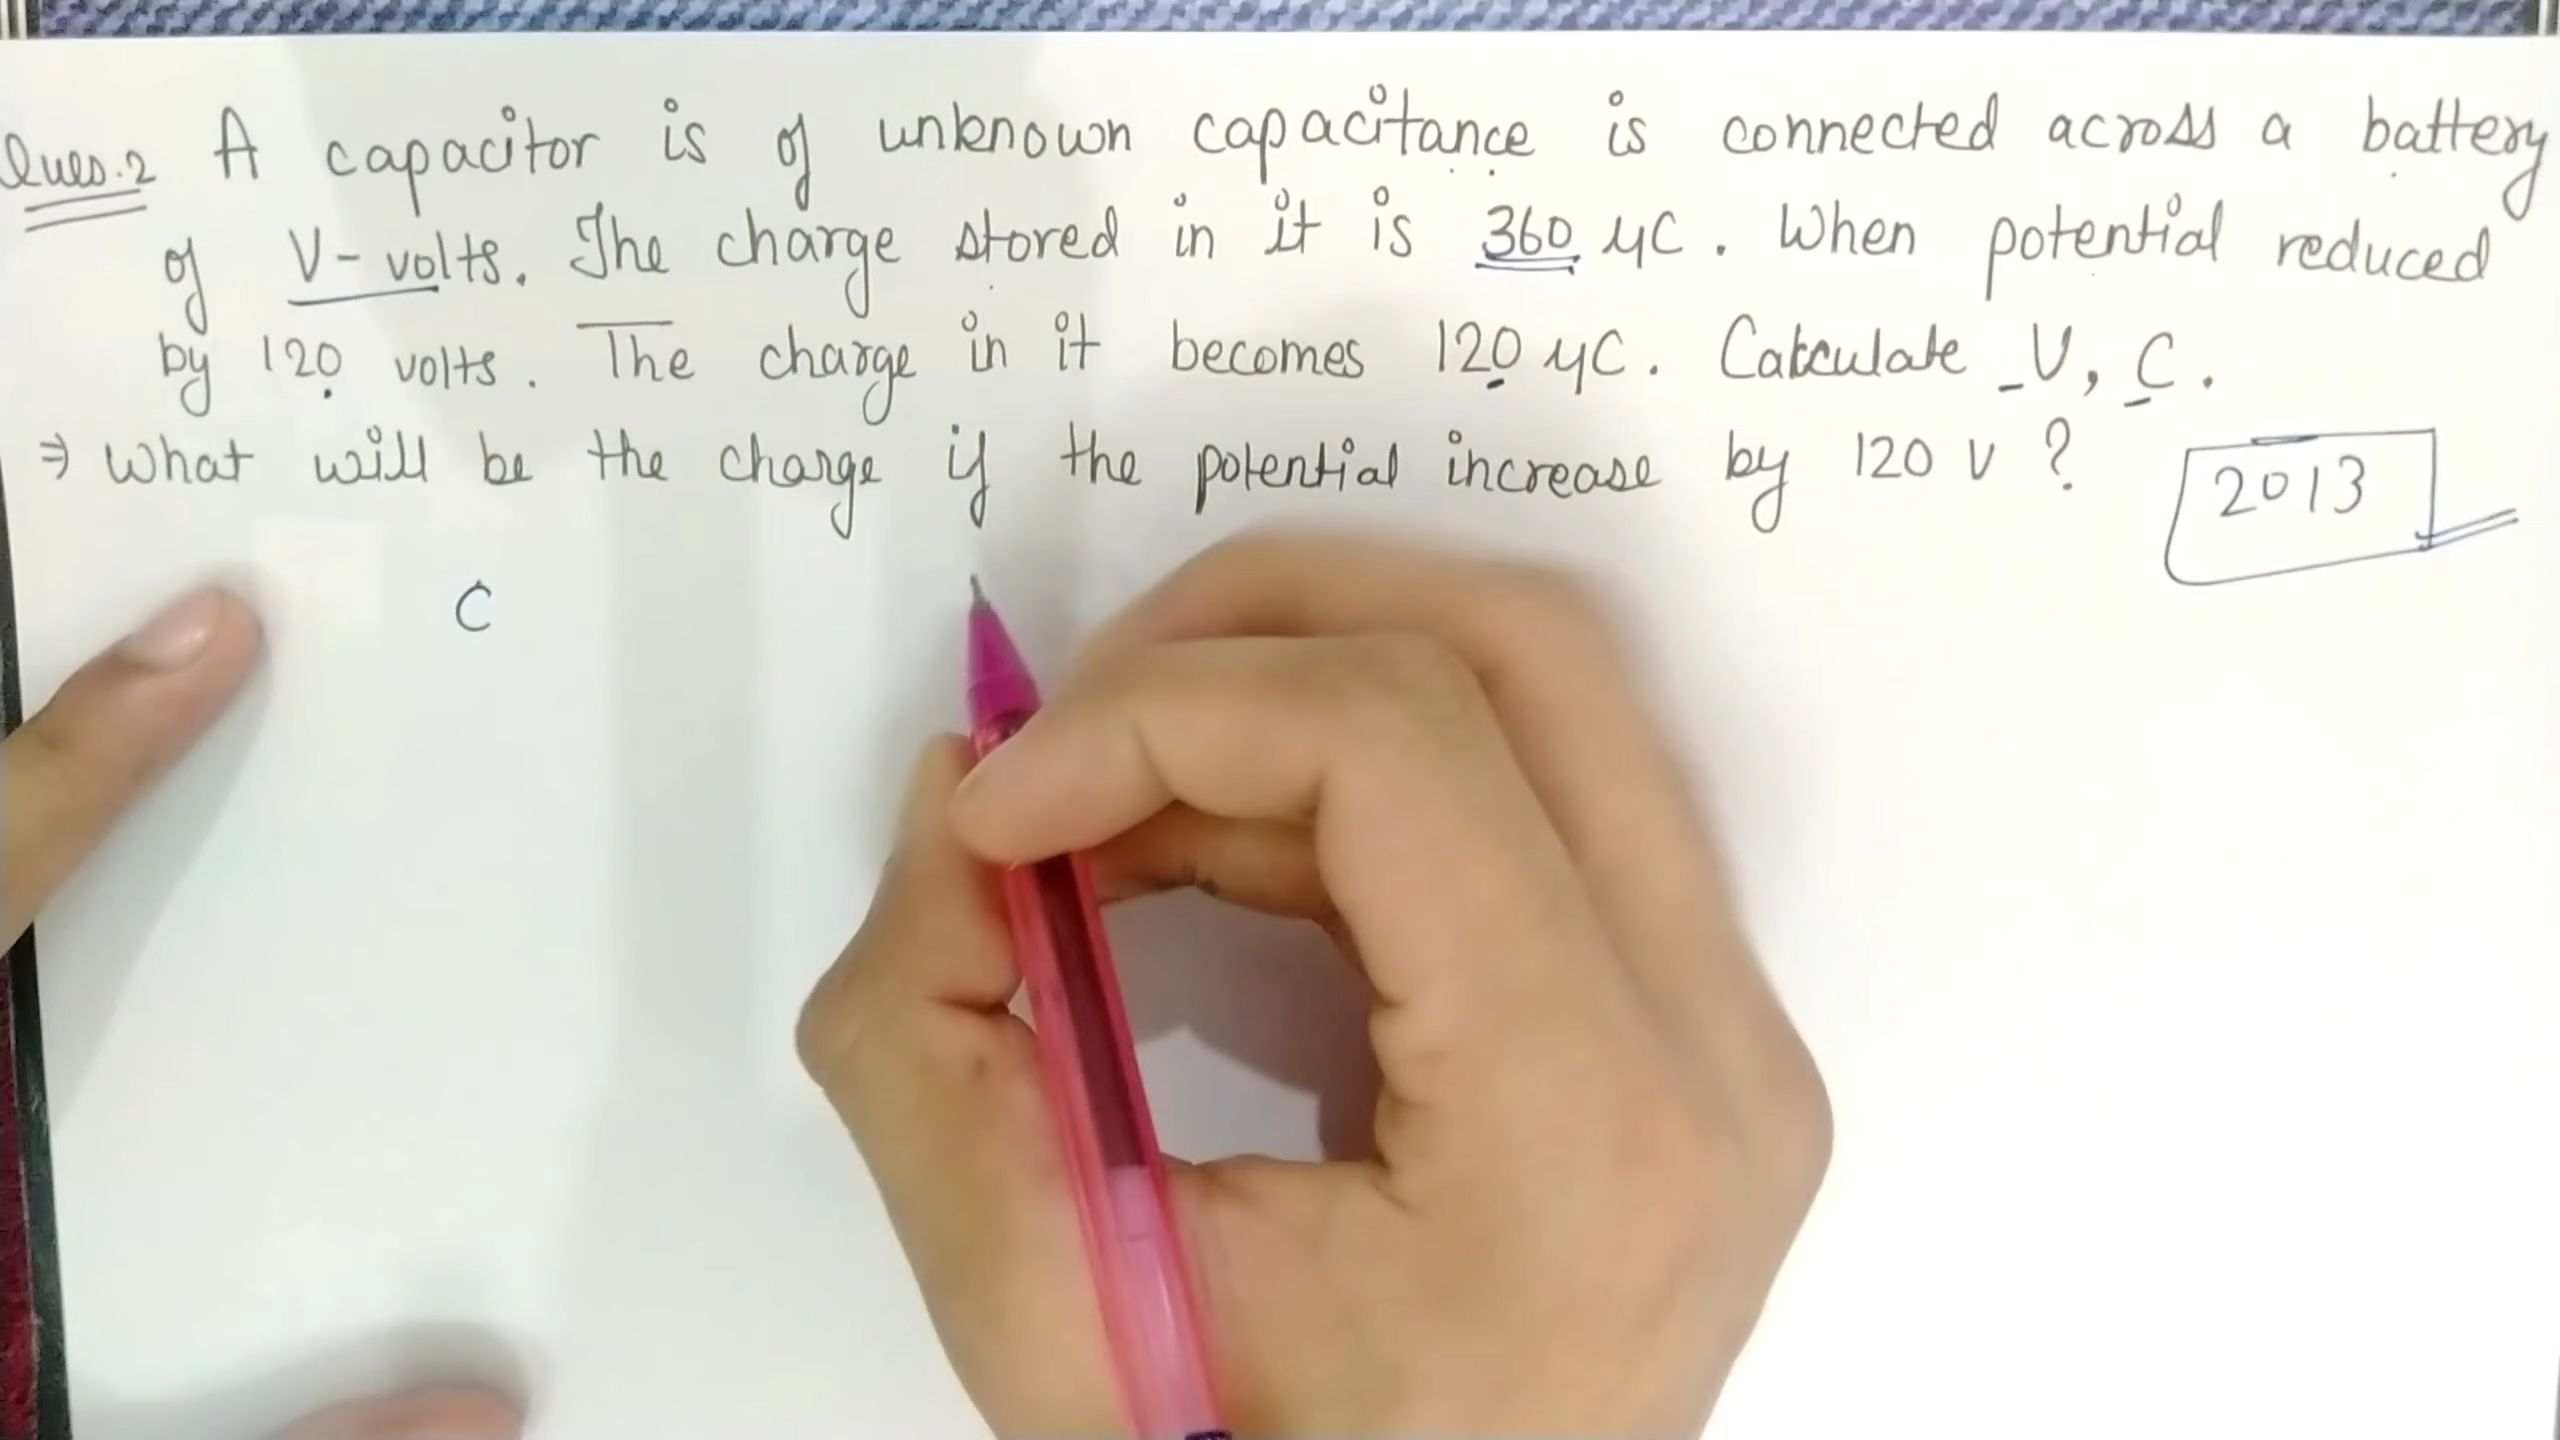 Ques.2 A capacitor is of unknown capacitance is connected across a battery
of V-volts. The charge stored in it is 360 μC. When potential reduced
by 120 volts. The charge in it becomes 120 μC. Calculate V, C.
⇒ What will be the charge if the potential increase by 120 V ?
2013
C